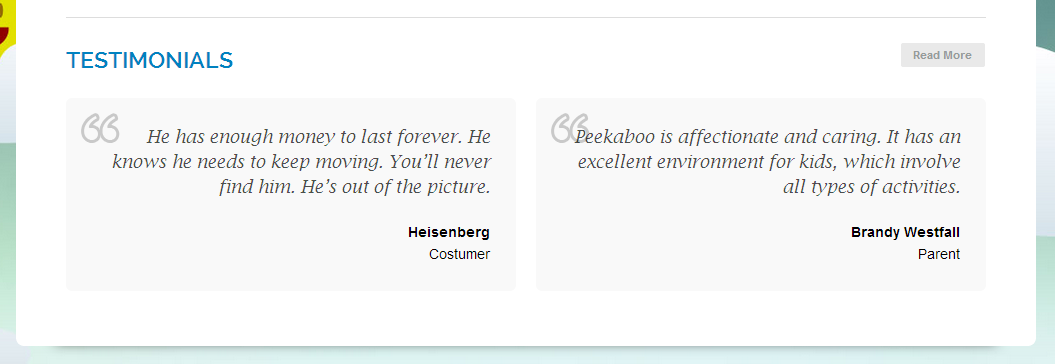 TESTIMONIALS
Read More
He has enough money to last forever. He
knows he needs to keep moving. You’ll never
find him. He’s out of the picture.
Heisenberg
Costumer
Peekaboo is affectionate and caring. It has an
excellent environment for kids, which involve
all types of activities.
Brandy Westfall
Parent